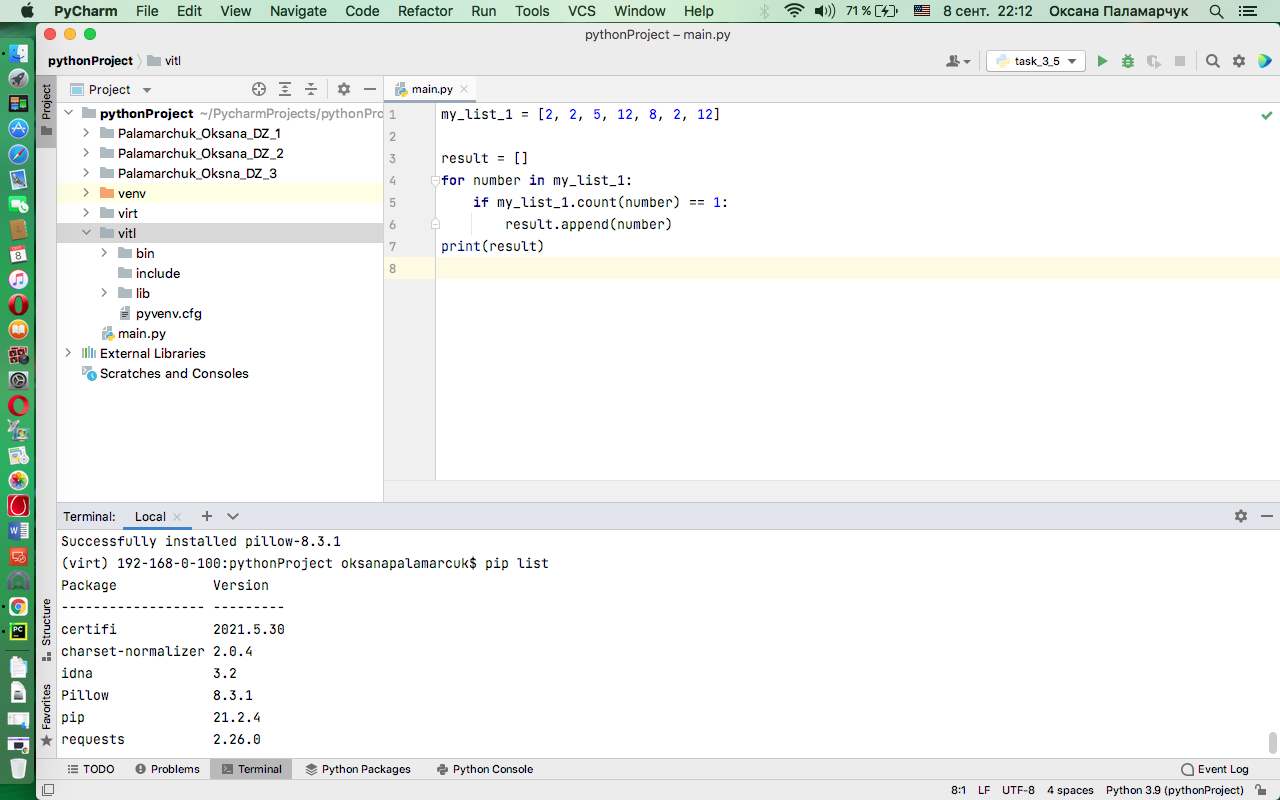 PyCharm File Edit View Navigate Code Refactor Run Tools VCS Window Help 71 % 8 сент. 22:12 Оксана Паламарчук
pythonProject – main.py
pythonProject vitl task_3_5
Project
Project
main.py
pythonProject ~/PycharmProjects/pythonPro
Palamarchuk_Oksana_DZ_1
Palamarchuk_Oksana_DZ_2
Palamarchuk_Oksna_DZ_3
venv
virt
vitl
bin
include
lib
pyvenv.cfg
main.py
External Libraries
Scratches and Consoles
1 my_list_1 = [2, 2, 5, 12, 8, 2, 12]
2
3 result = []
4 for number in my_list_1:
5 if my_list_1.count(number) == 1:
6 result.append(number)
7 print(result)
8
Terminal: Local
Successfully installed pillow-8.3.1
(virt) 192-168-0-100:pythonProject oksanapalamarcuk$ pip list
Package Version
------------------ ---------
certifi 2021.5.30
charset-normalizer 2.0.4
idna 3.2
Pillow 8.3.1
pip 21.2.4
requests 2.26.0
Structure
Favorites
TODO Problems Terminal Python Packages Python Console Event Log
8:1 LF UTF-8 4 spaces Python 3.9 (pythonProject)